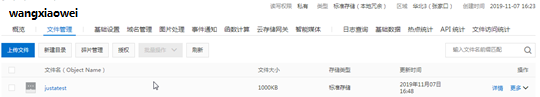 wangxiaowei
读写权限 私有 类型 标准存储（本地冗余） 区域 华北3（张家口） 创建时间 2019-11-07 16:23
概览 文件管理 基础设置 域名管理 图片处理 事件通知 函数计算 云存储网关 智能媒体 日志查询 基础数据 热点统计 API 统计 文件访问统计
上传文件 新建目录 碎片管理 授权 批量操作 刷新 输入文件名前缀匹配
文件名（Object Name） 文件大小 存储类型 更新时间 操作
justatest 1000KB 标准存储 2019年11月07日 详情 更多
16:48